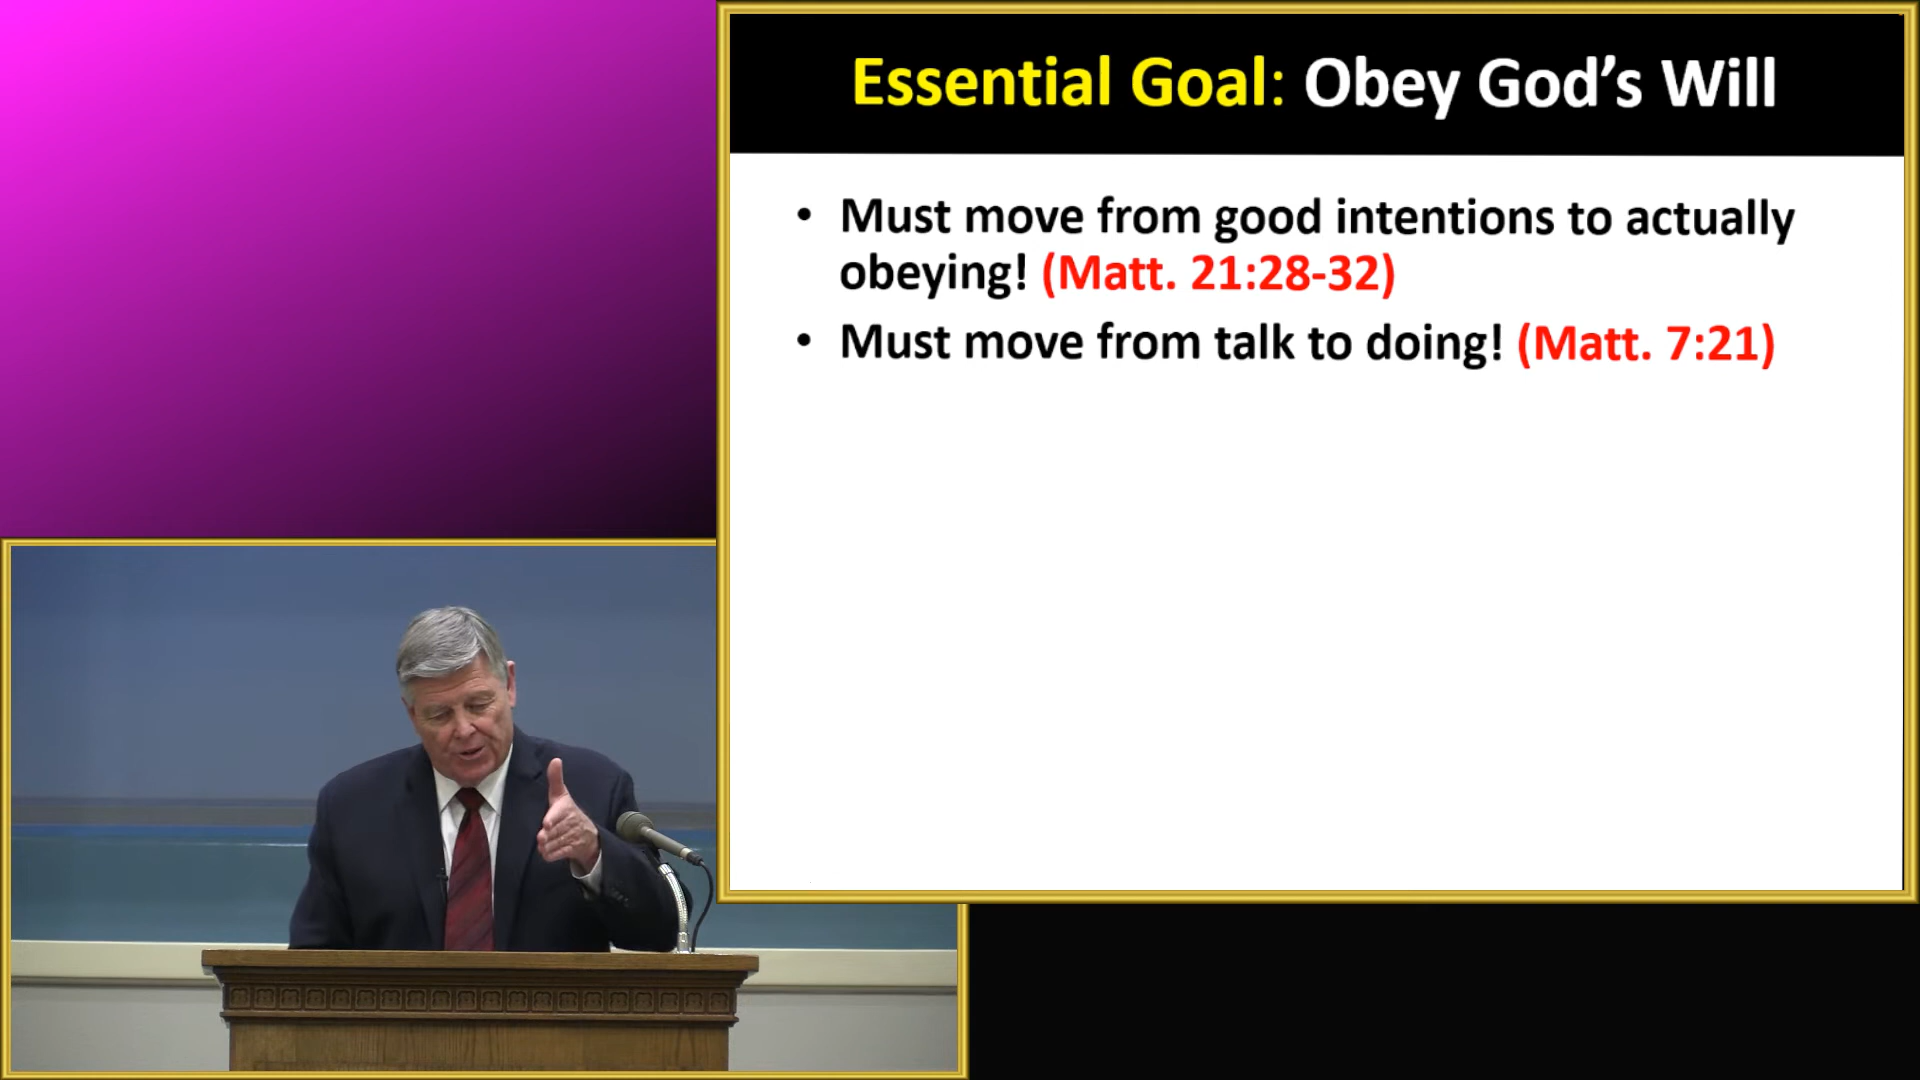 Essential Goal: Obey God’s Will
• Must move from good intentions to actually
obeying! (Matt. 21:28-32)
• Must move from talk to doing! (Matt. 7:21)